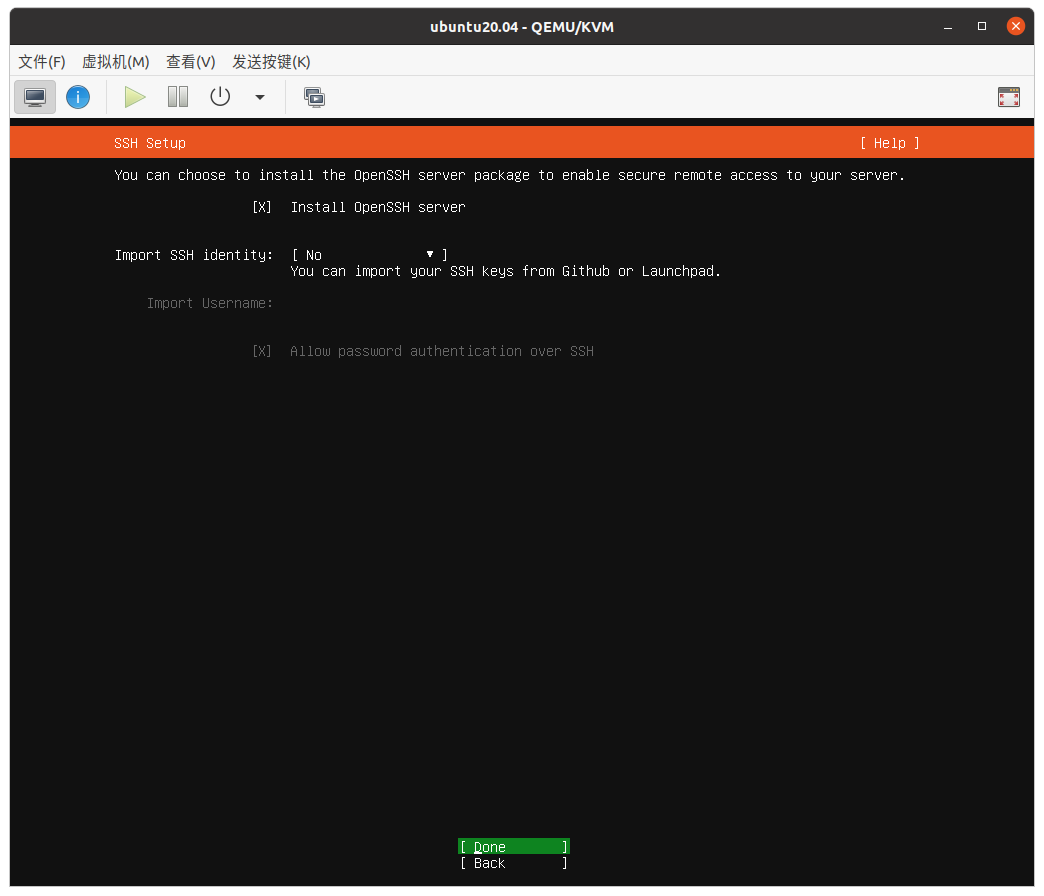 ubuntu20.04 - QEMU/KVM
文件(F) 虚拟机(M) 查看(V) 发送按键(K)
SSH Setup [ Help ]
You can choose to install the OpenSSH server package to enable secure remote access to your server.
[X] Install OpenSSH server
Import SSH identity: [ No ▾ ]
You can import your SSH keys from Github or Launchpad.
Import Username:
[X] Allow password authentication over SSH
[ Done ]
[ Back ]